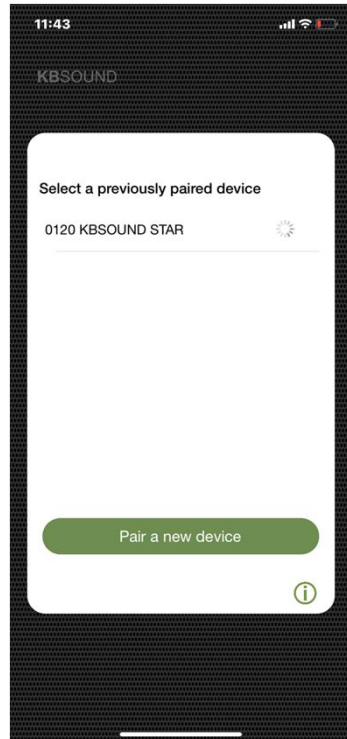 11:43
KBSOUND
Select a previously paired device
0120 KBSOUND STAR
Pair a new device